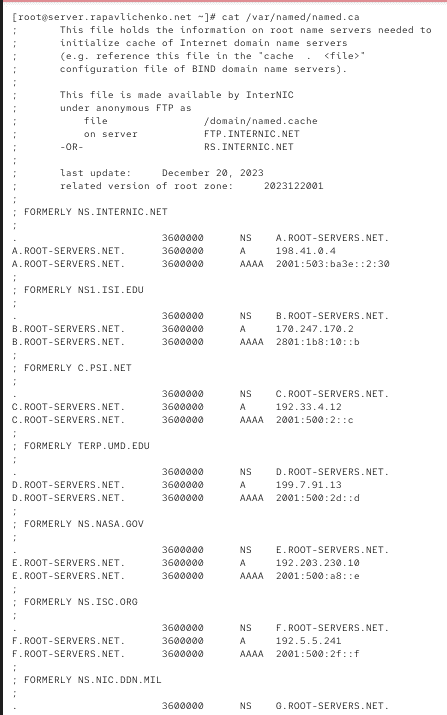 [root@server.rapavlichenko.net ~]# cat /var/named/named.ca
;       This file holds the information on root name servers needed to
;       initialize cache of Internet domain name servers
;       (e.g. reference this file in the "cache  .  <file>"
;       configuration file of BIND domain name servers).
;
;       This file is made available by InterNIC
;       under anonymous FTP as
;           file                /domain/named.cache
;           on server           FTP.INTERNIC.NET
;       -OR-                    RS.INTERNIC.NET
;
;       last update:     December 20, 2023
;       related version of root zone:     2023122001
;
; FORMERLY NS.INTERNIC.NET
;
.                        3600000      NS    A.ROOT-SERVERS.NET.
A.ROOT-SERVERS.NET.      3600000      A     198.41.0.4
A.ROOT-SERVERS.NET.      3600000      AAAA  2001:503:ba3e::2:30
;
; FORMERLY NS1.ISI.EDU
;
.                        3600000      NS    B.ROOT-SERVERS.NET.
B.ROOT-SERVERS.NET.      3600000      A     170.247.170.2
B.ROOT-SERVERS.NET.      3600000      AAAA  2801:1b8:10::b
;
; FORMERLY C.PSI.NET
;
.                        3600000      NS    C.ROOT-SERVERS.NET.
C.ROOT-SERVERS.NET.      3600000      A     192.33.4.12
C.ROOT-SERVERS.NET.      3600000      AAAA  2001:500:2::c
;
; FORMERLY TERP.UMD.EDU
;
.                        3600000      NS    D.ROOT-SERVERS.NET.
D.ROOT-SERVERS.NET.      3600000      A     199.7.91.13
D.ROOT-SERVERS.NET.      3600000      AAAA  2001:500:2d::d
;
; FORMERLY NS.NASA.GOV
;
.                        3600000      NS    E.ROOT-SERVERS.NET.
E.ROOT-SERVERS.NET.      3600000      A     192.203.230.10
E.ROOT-SERVERS.NET.      3600000      AAAA  2001:500:a8::e
;
; FORMERLY NS.ISC.ORG
;
.                        3600000      NS    F.ROOT-SERVERS.NET.
F.ROOT-SERVERS.NET.      3600000      A     192.5.5.241
F.ROOT-SERVERS.NET.      3600000      AAAA  2001:500:2f::f
;
; FORMERLY NS.NIC.DDN.MIL
;
.                        3600000      NS    G.ROOT-SERVERS.NET.